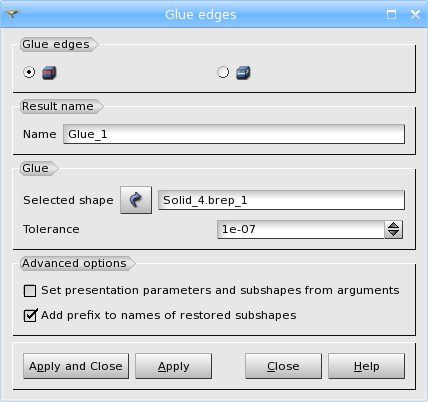 Glue edges
Glue edges
Result name
Name Glue_1
Glue
Selected shape Solid_4.brep_1
Tolerance 1e-07
Advanced options
Set presentation parameters and subshapes from arguments
Add prefix to names of restored subshapes
Apply and Close Apply Close Help